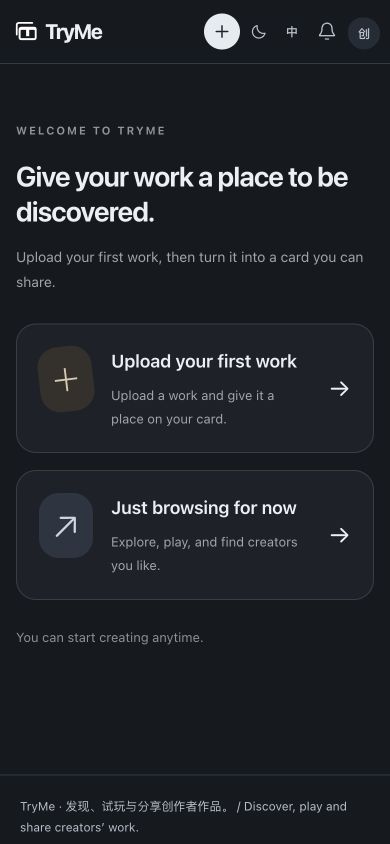 TryMe
中
创
WELCOME TO TRYME
Give your work a place to be
discovered.
Upload your first work, then turn it into a card you can
share.
Upload your first work
Upload a work and give it a
place on your card.
Just browsing for now
Explore, play, and find creators
you like.
You can start creating anytime.
TryMe · 发现、试玩与分享创作者作品。 / Discover, play and
share creators’ work.